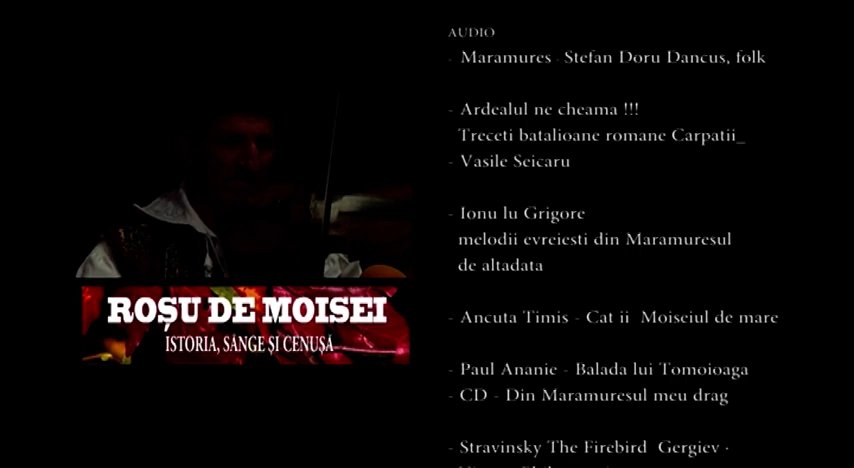 AUDIO
- Maramures - Stefan Doru Dancus, folk
- Ardealul ne cheama !!!
Treceti batalioane romane Carpatii_
- Vasile Seicaru
- Ionu lu Grigore
melodii evreiesti din Maramuresul
de altadata
- Ancuta Timis - Cat ii Moiseiul de mare
- Paul Ananie - Balada lui Tomoioaga
- CD - Din Maramuresul meu drag
- Stravinsky The Firebird Gergiev ·
ROȘU DE MOISEI
ISTORIA, SÂNGE ȘI CENUȘĂ